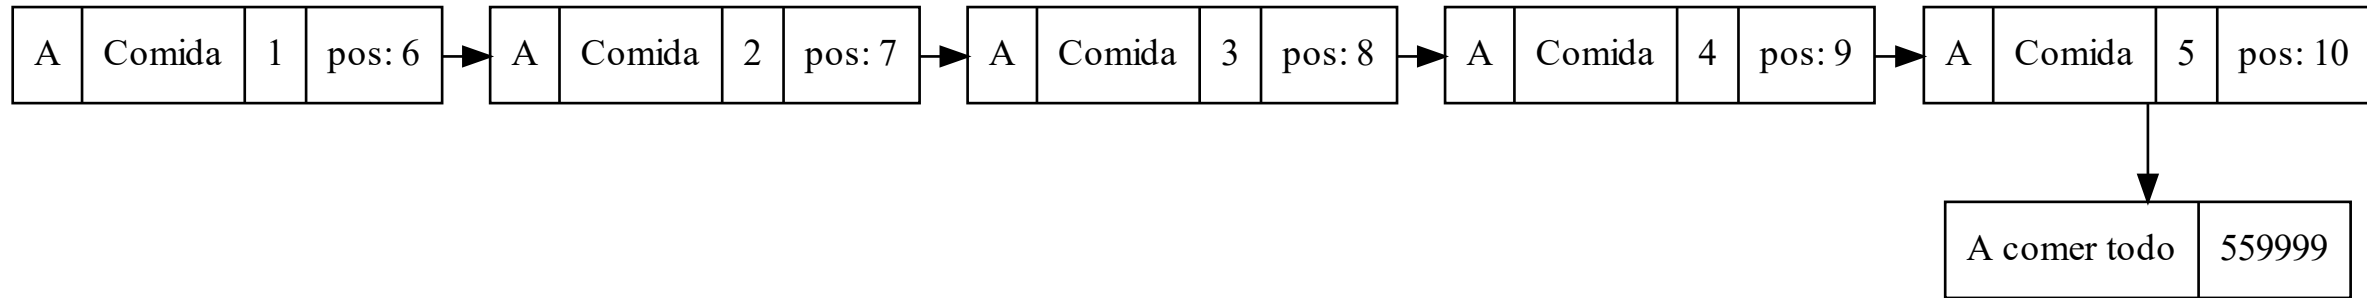 A Comida 1 pos: 6 A Comida 2 pos: 7 A Comida 3 pos: 8 A Comida 4 pos: 9 A Comida 5 pos: 10
A comer todo 559999